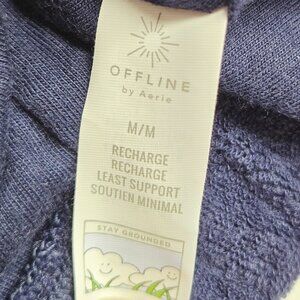 OFFLINE
by Aerie
M/M
RECHARGE
RECHARGE
LEAST SUPPORT
SOUTIEN MINIMAL
STAY GROUNDED